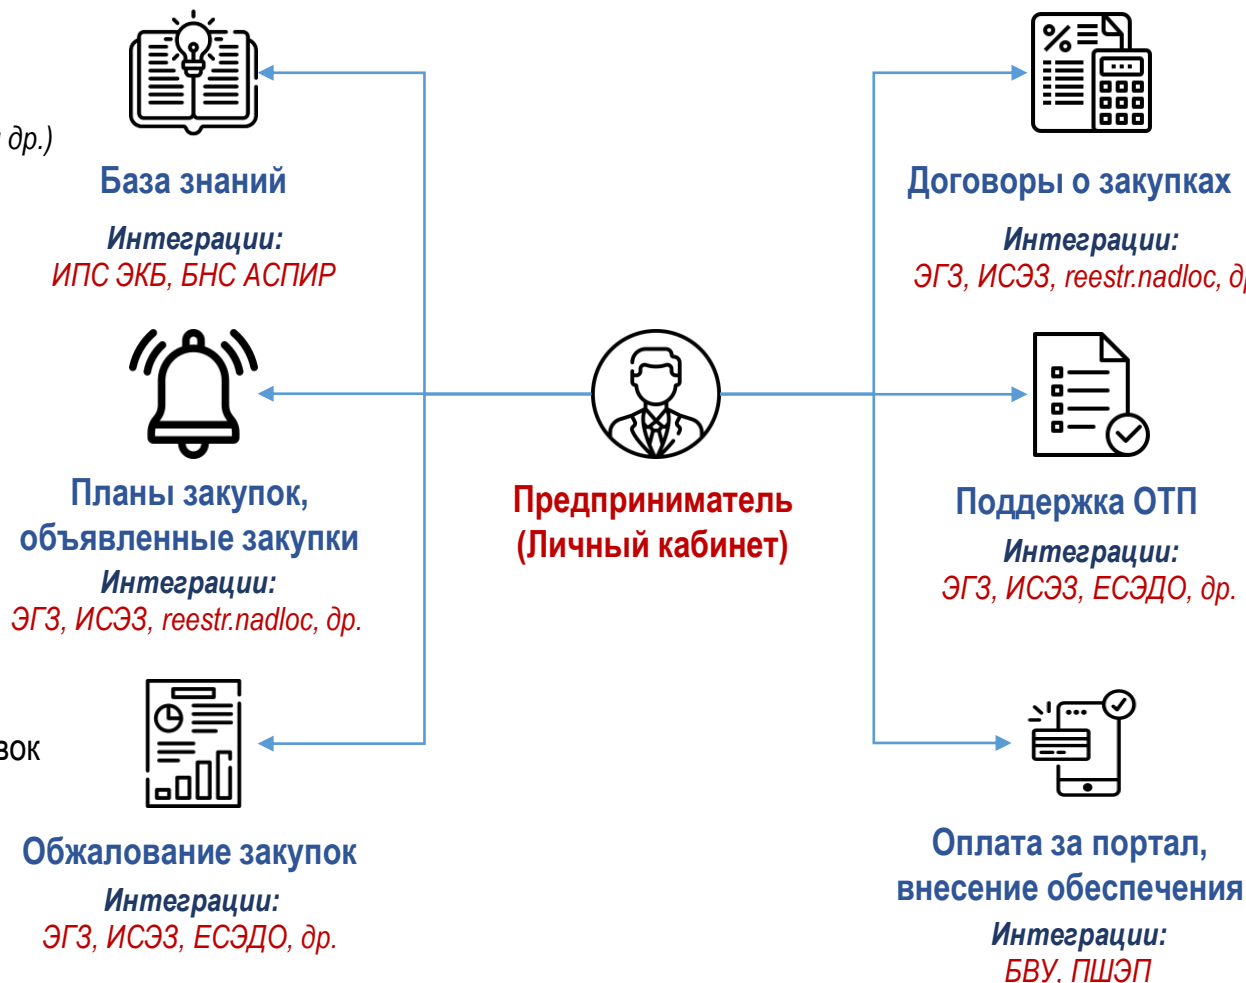 др.)
База знаний
Интеграции:
ИПС ЭКБ, БНС АСПИР
Планы закупок,
объявленные закупки
Интеграции:
ЭГЗ, ИСЭЗ, reestr.nadloc, др.
вок
Обжалование закупок
Интеграции:
ЭГЗ, ИСЭЗ, ЕСЭДО, др.
Предприниматель
(Личный кабинет)
%
Договоры о закупках
Интеграции:
ЭГЗ, ИСЭЗ, reestr.nadloc,
Поддержка ОТП
Интеграции:
ЭГЗ, ИСЭЗ, ЕСЭДО, др.
Оплата за портал,
внесение обеспечения
Интеграции:
БВУ, ПШЭП